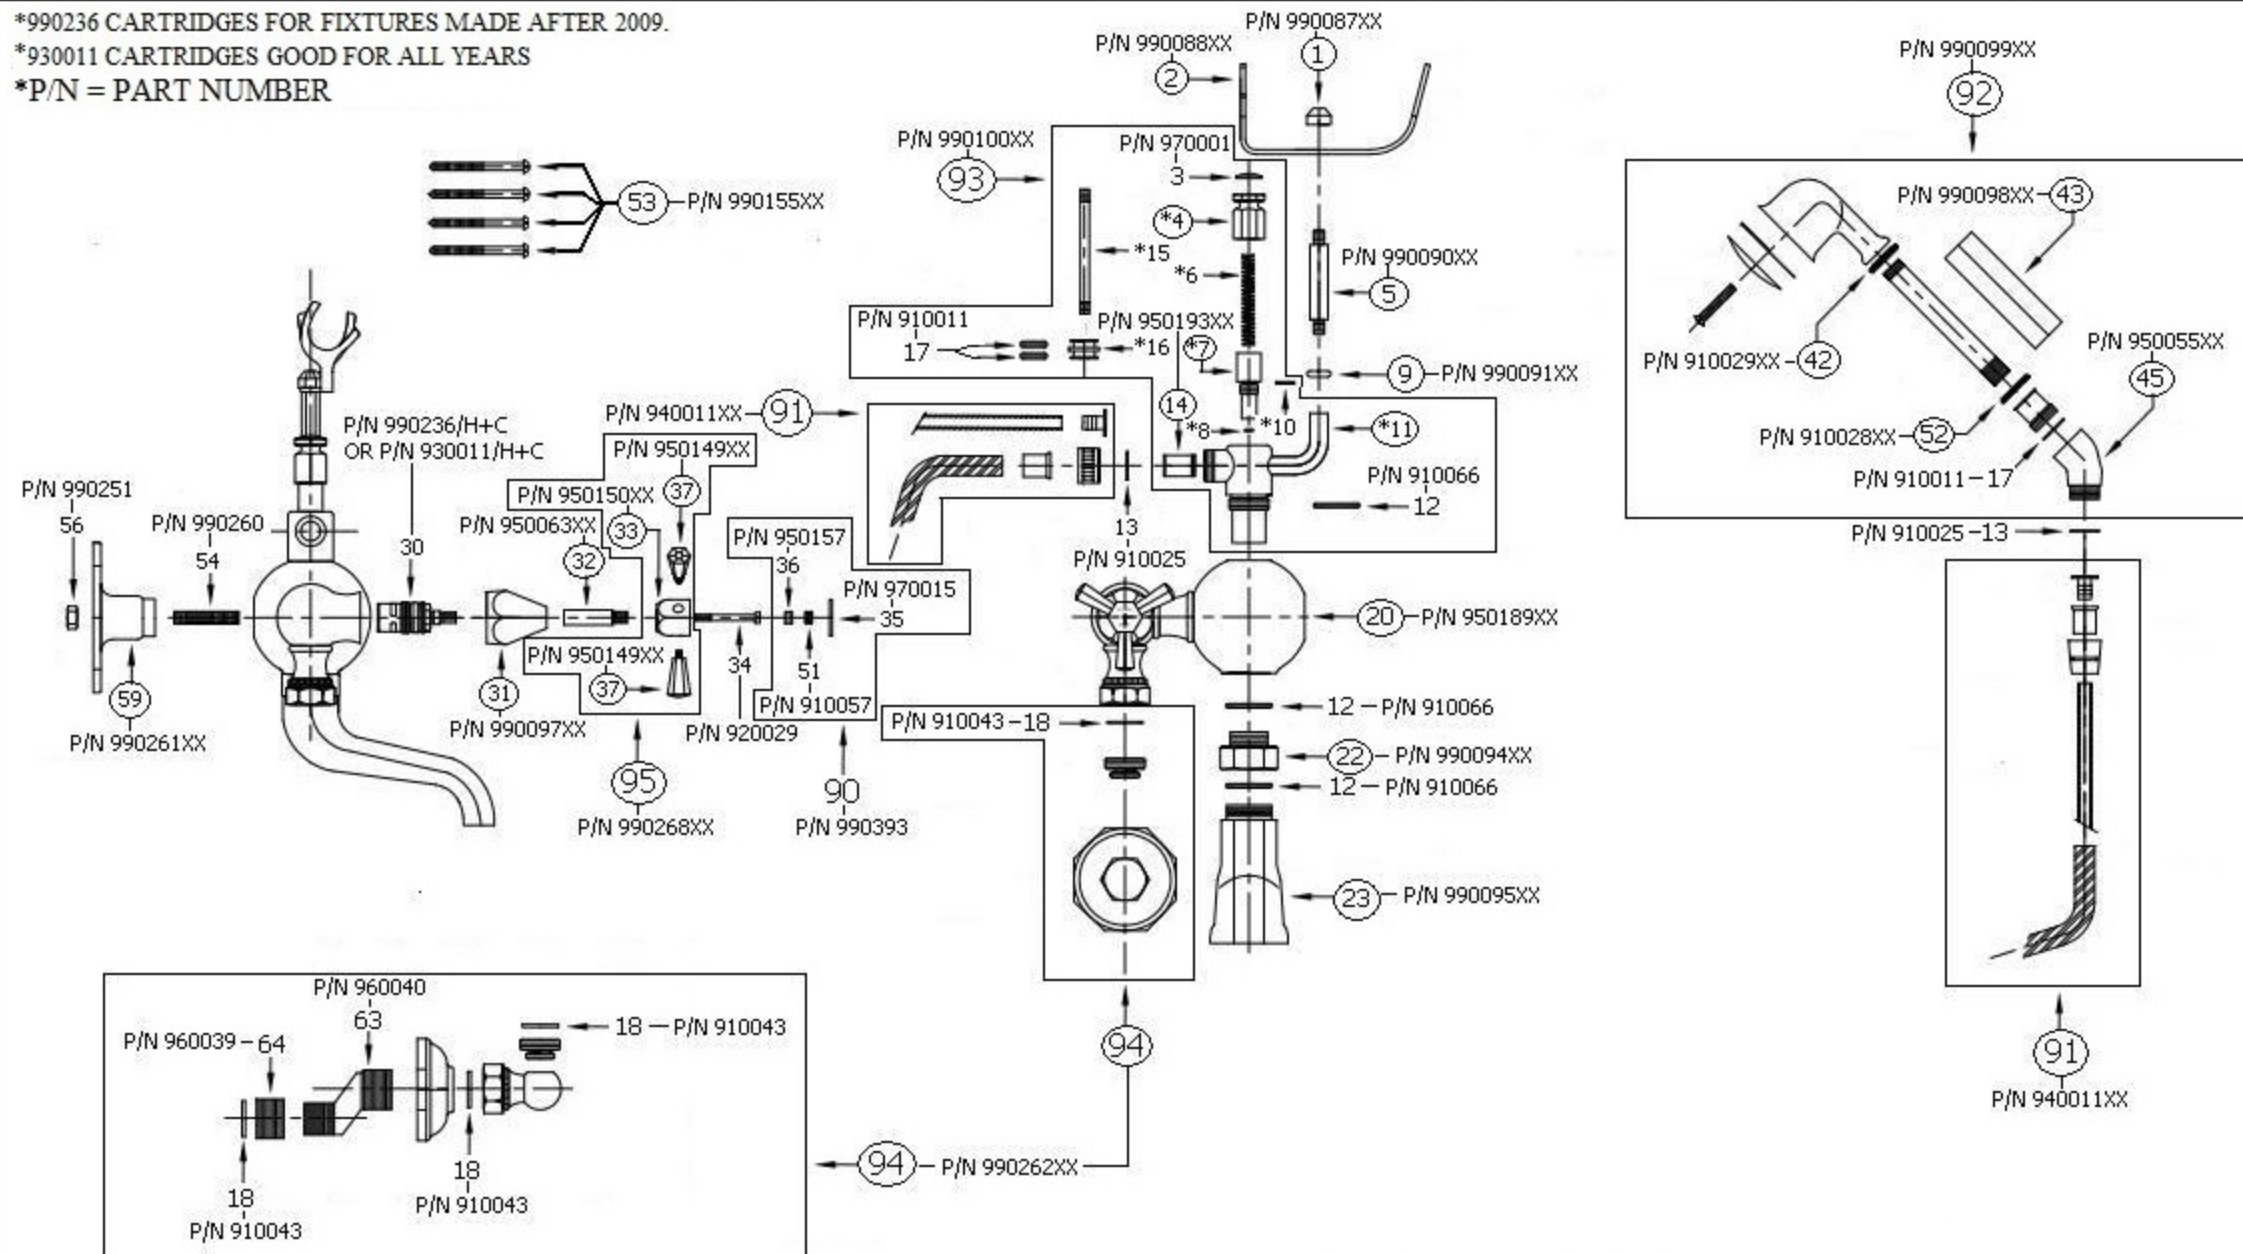 *990236 CARTRIDGES FOR FIXTURES MADE AFTER 2009.
*930011 CARTRIDGES GOOD FOR ALL YEARS
*P/N = PART NUMBER
P/N 990087XX
1
P/N 990088XX
2
P/N 990099XX
92
P/N 990100XX
93
P/N 970001
3
*4
53 P/N 990155XX
*15
*6
P/N 990090XX
5
P/N 990098XX 43
P/N 910029XX 42
P/N 950055XX
45
P/N 910011
17
*16
P/N 950193XX
14
*7
9 P/N 990091XX
*8
*10
*11
P/N 910028XX 52
P/N 910011-17
P/N 940011XX 91
P/N 990236/H+C
OR P/N 930011/H+C
30
P/N 950149XX
37
P/N 950150XX
33
P/N 950063XX
32
P/N 990251
56
P/N 990260
54
P/N 910066
12
13
P/N 910025
P/N 910025-13
P/N 950157
36
P/N 970015
35
20 P/N 950189XX
P/N 950149XX
37
34
P/N 920029
51
P/N 910057
31
P/N 990097XX
59
P/N 990261XX
95
P/N 990268XX
90
P/N 990393
P/N 910043-18
12 P/N 910066
22 P/N 990094XX
12 P/N 910066
23 P/N 990095XX
P/N 960040
63
P/N 960039-64
18 P/N 910043
18
P/N 910043
18
P/N 910043
94
94 P/N 990262XX
91
P/N 940011XX